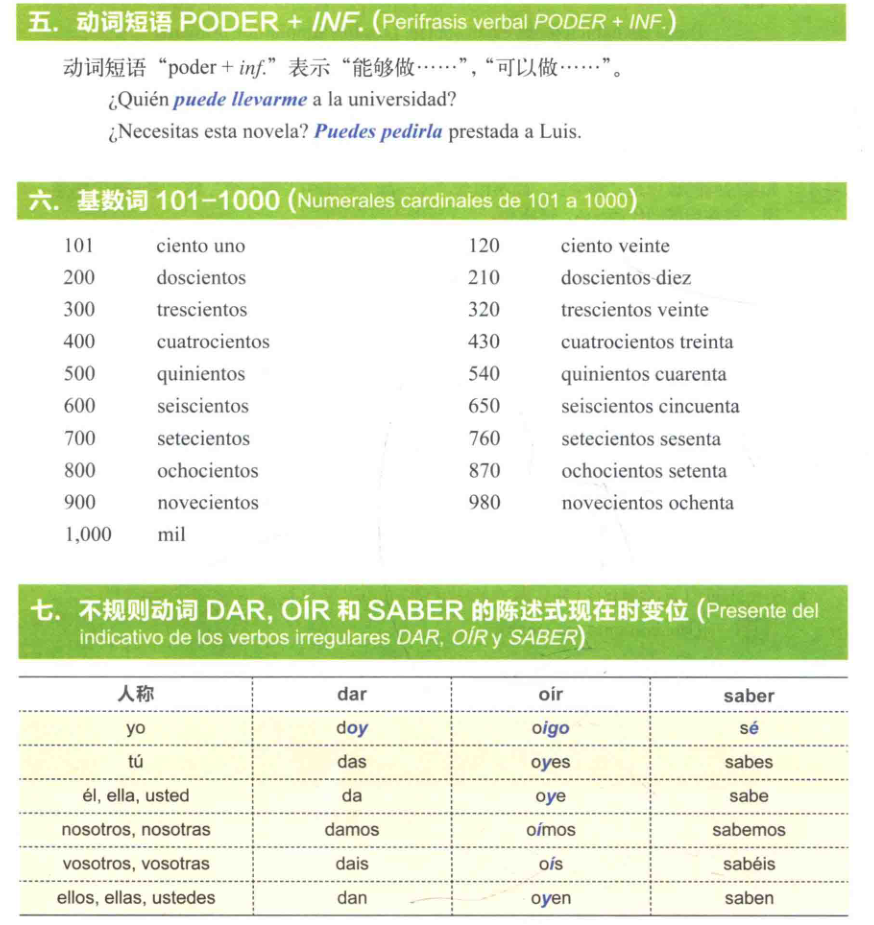 五. 动词短语 PODER + INF. (Perífrasis verbal PODER + INF.)
动词短语“poder + inf.”表示“能够做……”，“可以做……”。
¿Quién puede llevarme a la universidad?
¿Necesitas esta novela? Puedes pedirla prestada a Luis.
六. 基数词 101–1000 (Numerales cardinales de 101 a 1000)
101 ciento uno 120 ciento veinte
200 doscientos 210 doscientos diez
300 trescientos 320 trescientos veinte
400 cuatrocientos 430 cuatrocientos treinta
500 quinientos 540 quinientos cuarenta
600 seiscientos 650 seiscientos cincuenta
700 setecientos 760 setecientos sesenta
800 ochocientos 870 ochocientos setenta
900 novecientos 980 novecientos ochenta
1,000 mil
七. 不规则动词 DAR, OÍR 和 SABER 的陈述式现在时变位 (Presente del
indicativo de los verbos irregulares DAR, OÍR y SABER)
人称 dar oír saber
yo doy oigo sé
tú das oyes sabes
él, ella, usted da oye sabe
nosotros, nosotras damos oímos sabemos
vosotros, vosotras dais oís sabéis
ellos, ellas, ustedes dan oyen saben